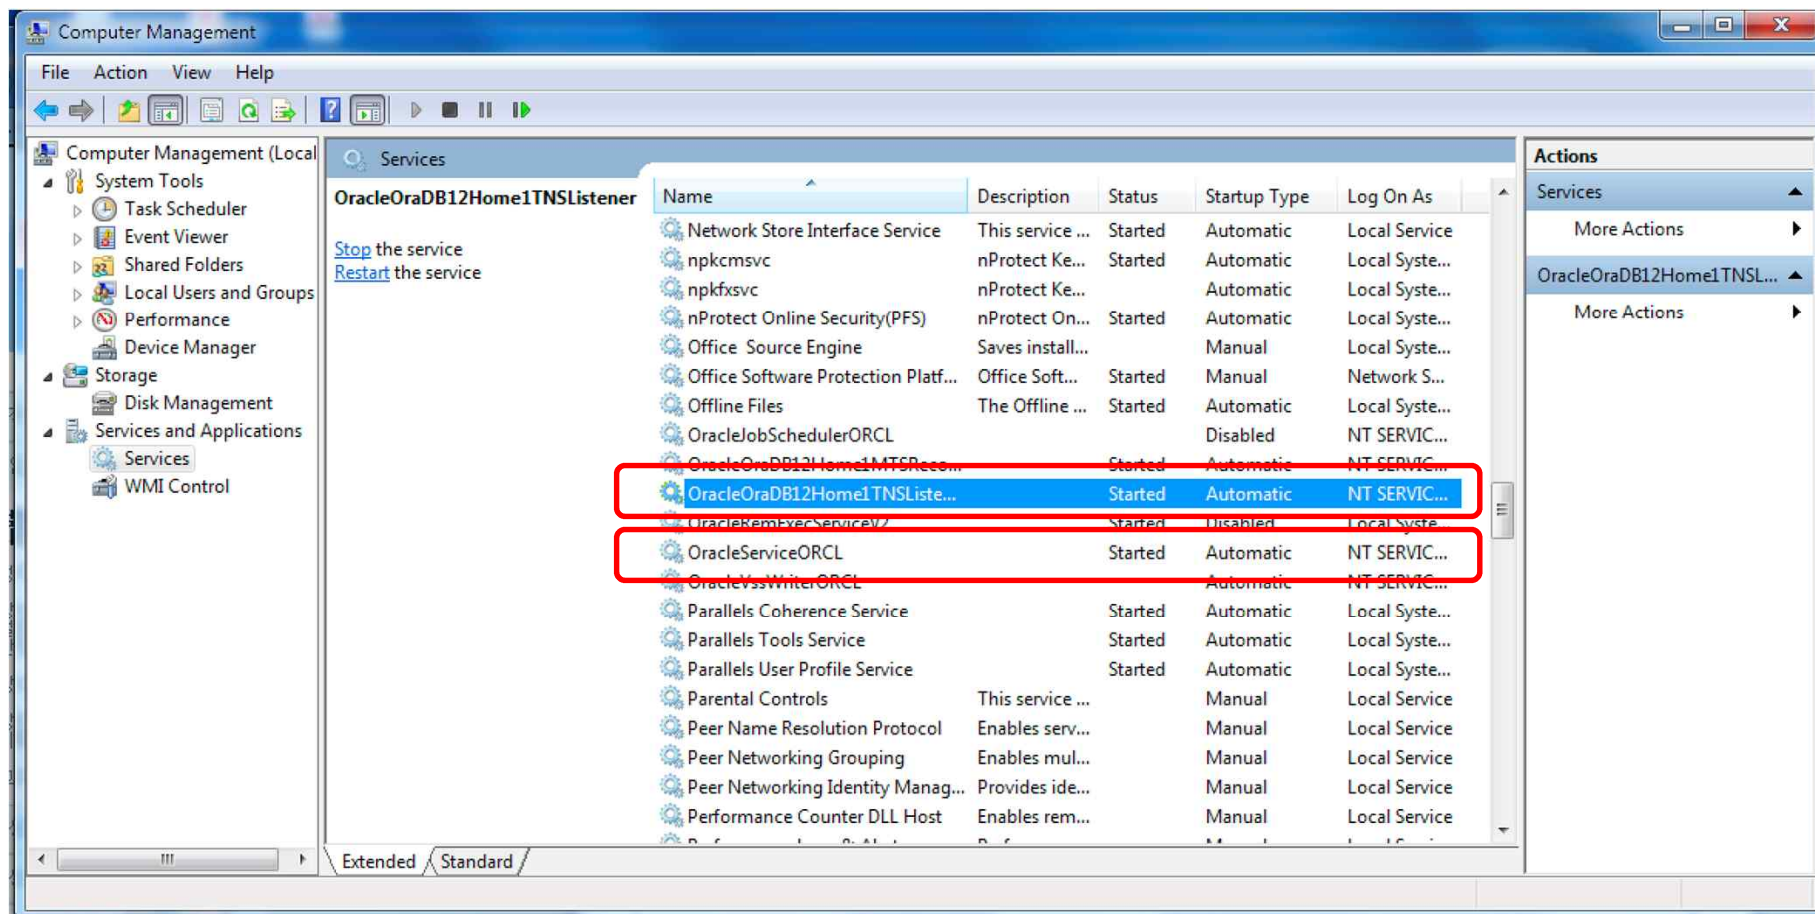 Computer Management
File Action View Help
Computer Management (Local
System Tools
Task Scheduler
Event Viewer
Shared Folders
Local Users and Groups
Performance
Device Manager
Storage
Disk Management
Services and Applications
Services
WMI Control
Services
OracleOraDB12Home1TNSListener
Stop the service
Restart the service
Name Description Status Startup Type Log On As
Network Store Interface Service This service ... Started Automatic Local Service
npkcmsvc nProtect Ke... Started Automatic Local Syste...
npkfxsvc nProtect Ke... Automatic Local Syste...
nProtect Online Security(PFS) nProtect On... Started Automatic Local Syste...
Office Source Engine Saves install... Manual Local Syste...
Office Software Protection Platf... Office Soft... Started Manual Network S...
Offline Files The Offline ... Started Automatic Local Syste...
OracleJobSchedulerORCL Disabled NT SERVIC...
OracleOraDB12Home1MTSReco... Started Automatic NT SERVIC...
OracleOraDB12Home1TNSListe... Started Automatic NT SERVIC...
OracleRemExecServiceV2 Started Disabled Local Syste...
OracleServiceORCL Started Automatic NT SERVIC...
OracleVssWriterORCL Automatic NT SERVIC...
Parallels Coherence Service Started Automatic Local Syste...
Parallels Tools Service Started Automatic Local Syste...
Parallels User Profile Service Started Automatic Local Syste...
Parental Controls This service ... Manual Local Service
Peer Name Resolution Protocol Enables serv... Manual Local Service
Peer Networking Grouping Enables mul... Manual Local Service
Peer Networking Identity Manag... Provides ide... Manual Local Service
Performance Counter DLL Host Enables rem... Manual Local Service
Extended Standard
Actions
Services
More Actions
OracleOraDB12Home1TNSL...
More Actions